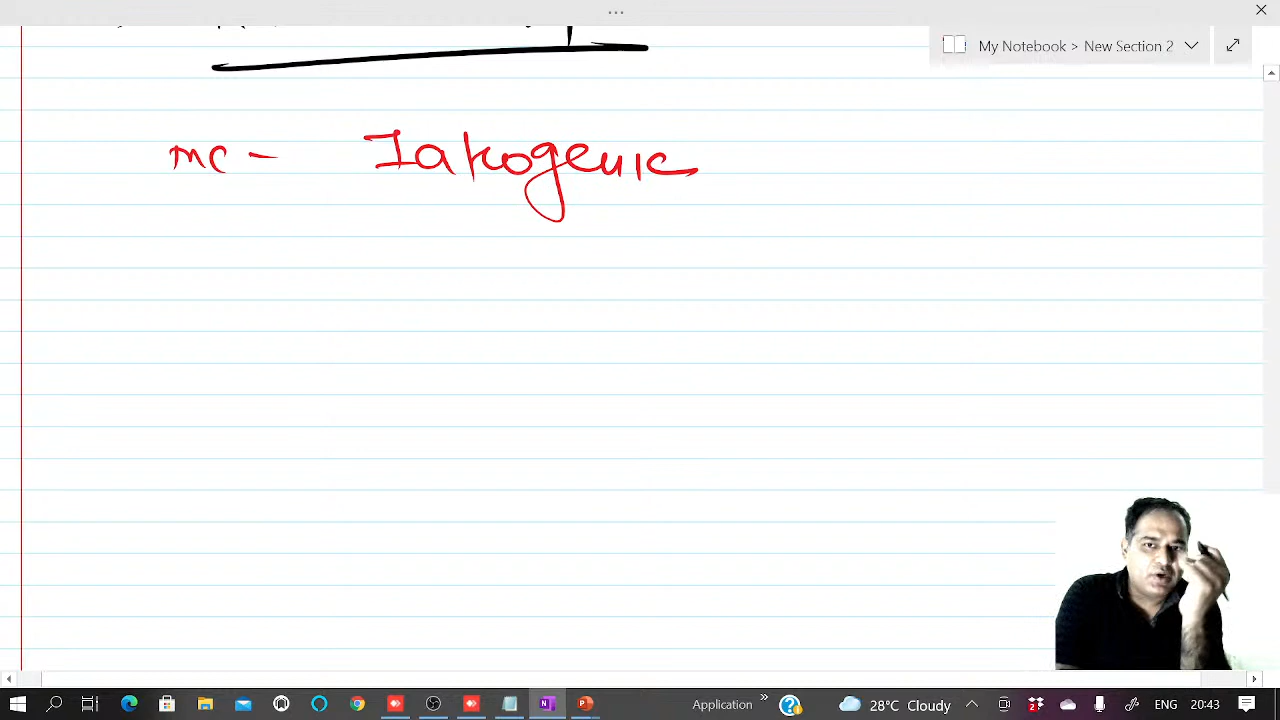 My Notebook > New Section 2
mc - Iatrogenic
Application
28°C Cloudy
ENG
20:43